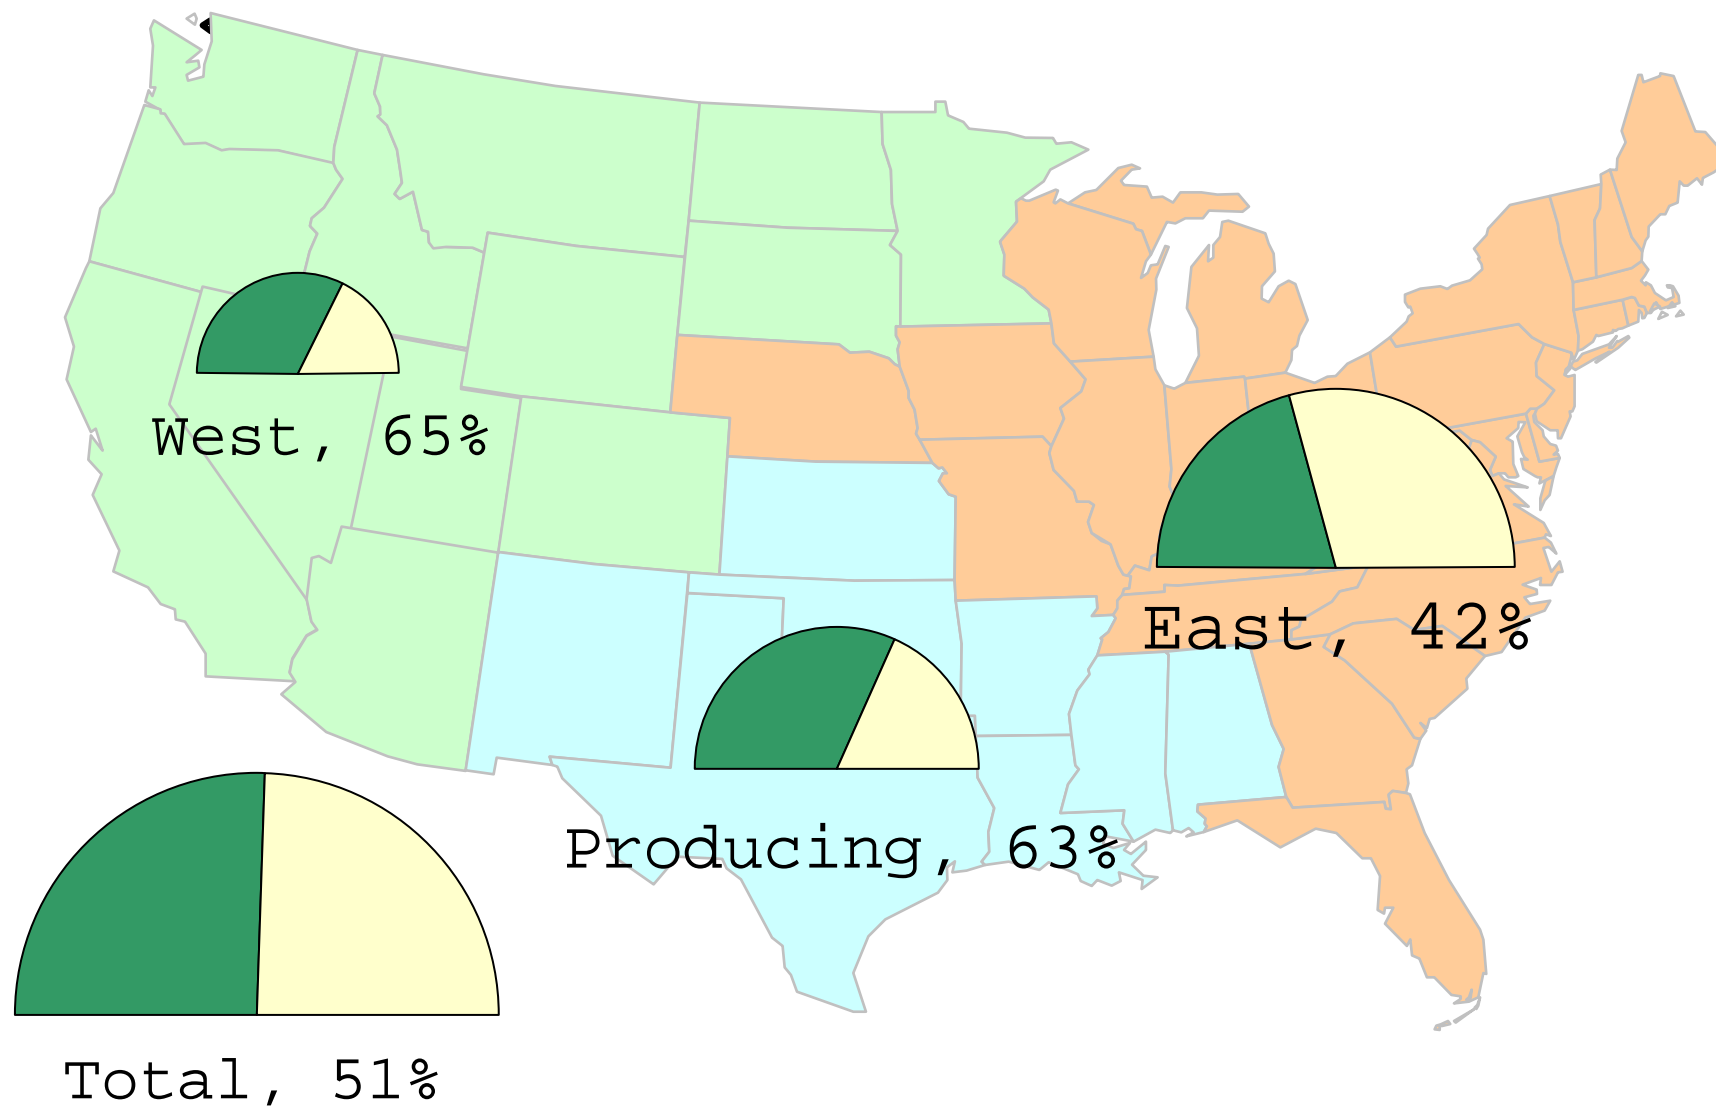 West, 65%
East, 42%
Producing, 63%
Total, 51%